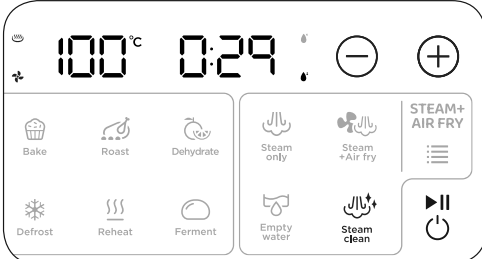 100°C 0:29
STEAM+
AIR FRY
Bake
Roast
Dehydrate
Steam
only
Steam
+Air fry
Defrost
Reheat
Ferment
Empty
water
Steam
clean